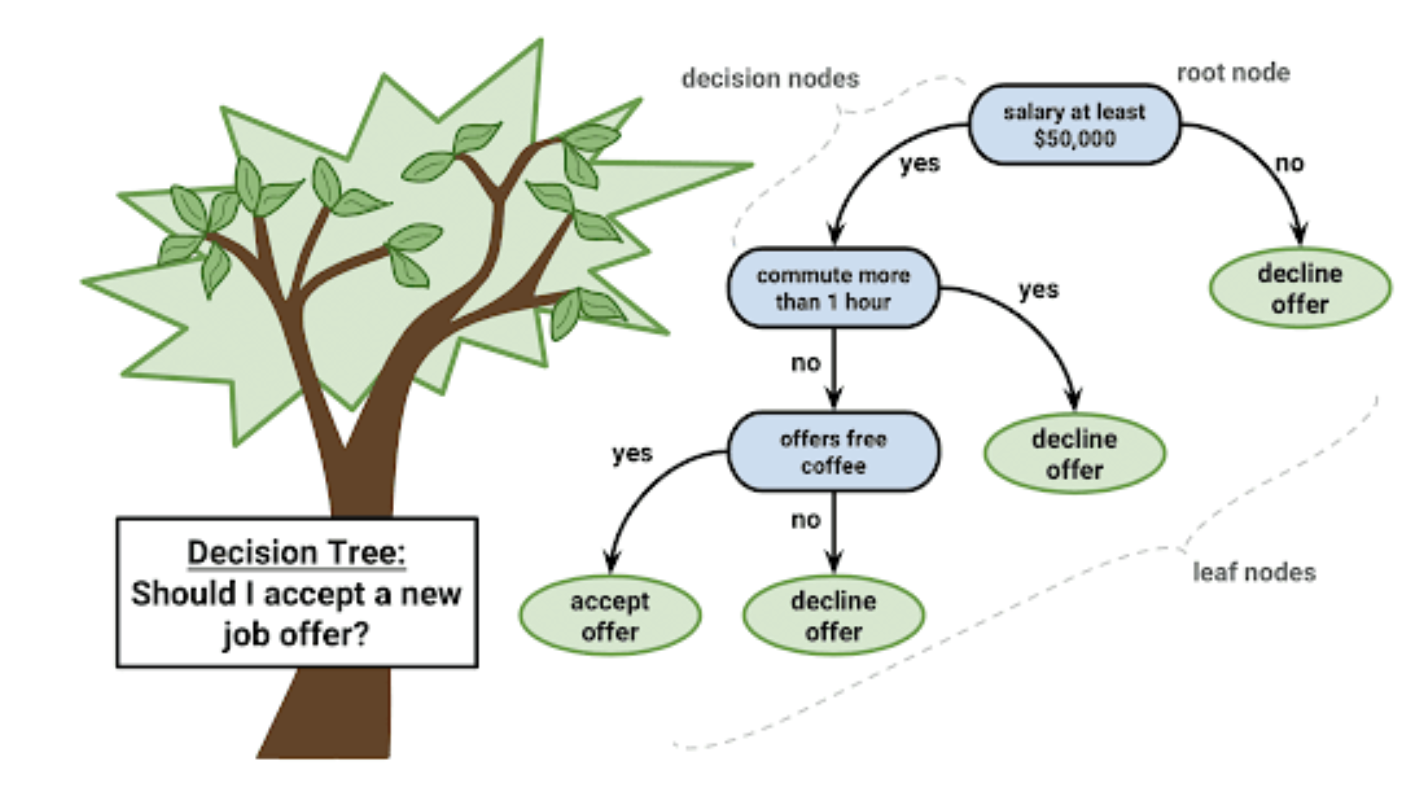 decision nodes
root node
salary at least
$50,000
yes
no
commute more
than 1 hour
yes
decline
offer
no
offers free
coffee
decline
offer
yes
no
leaf nodes
accept
offer
decline
offer
Decision Tree:
Should I accept a new
job offer?